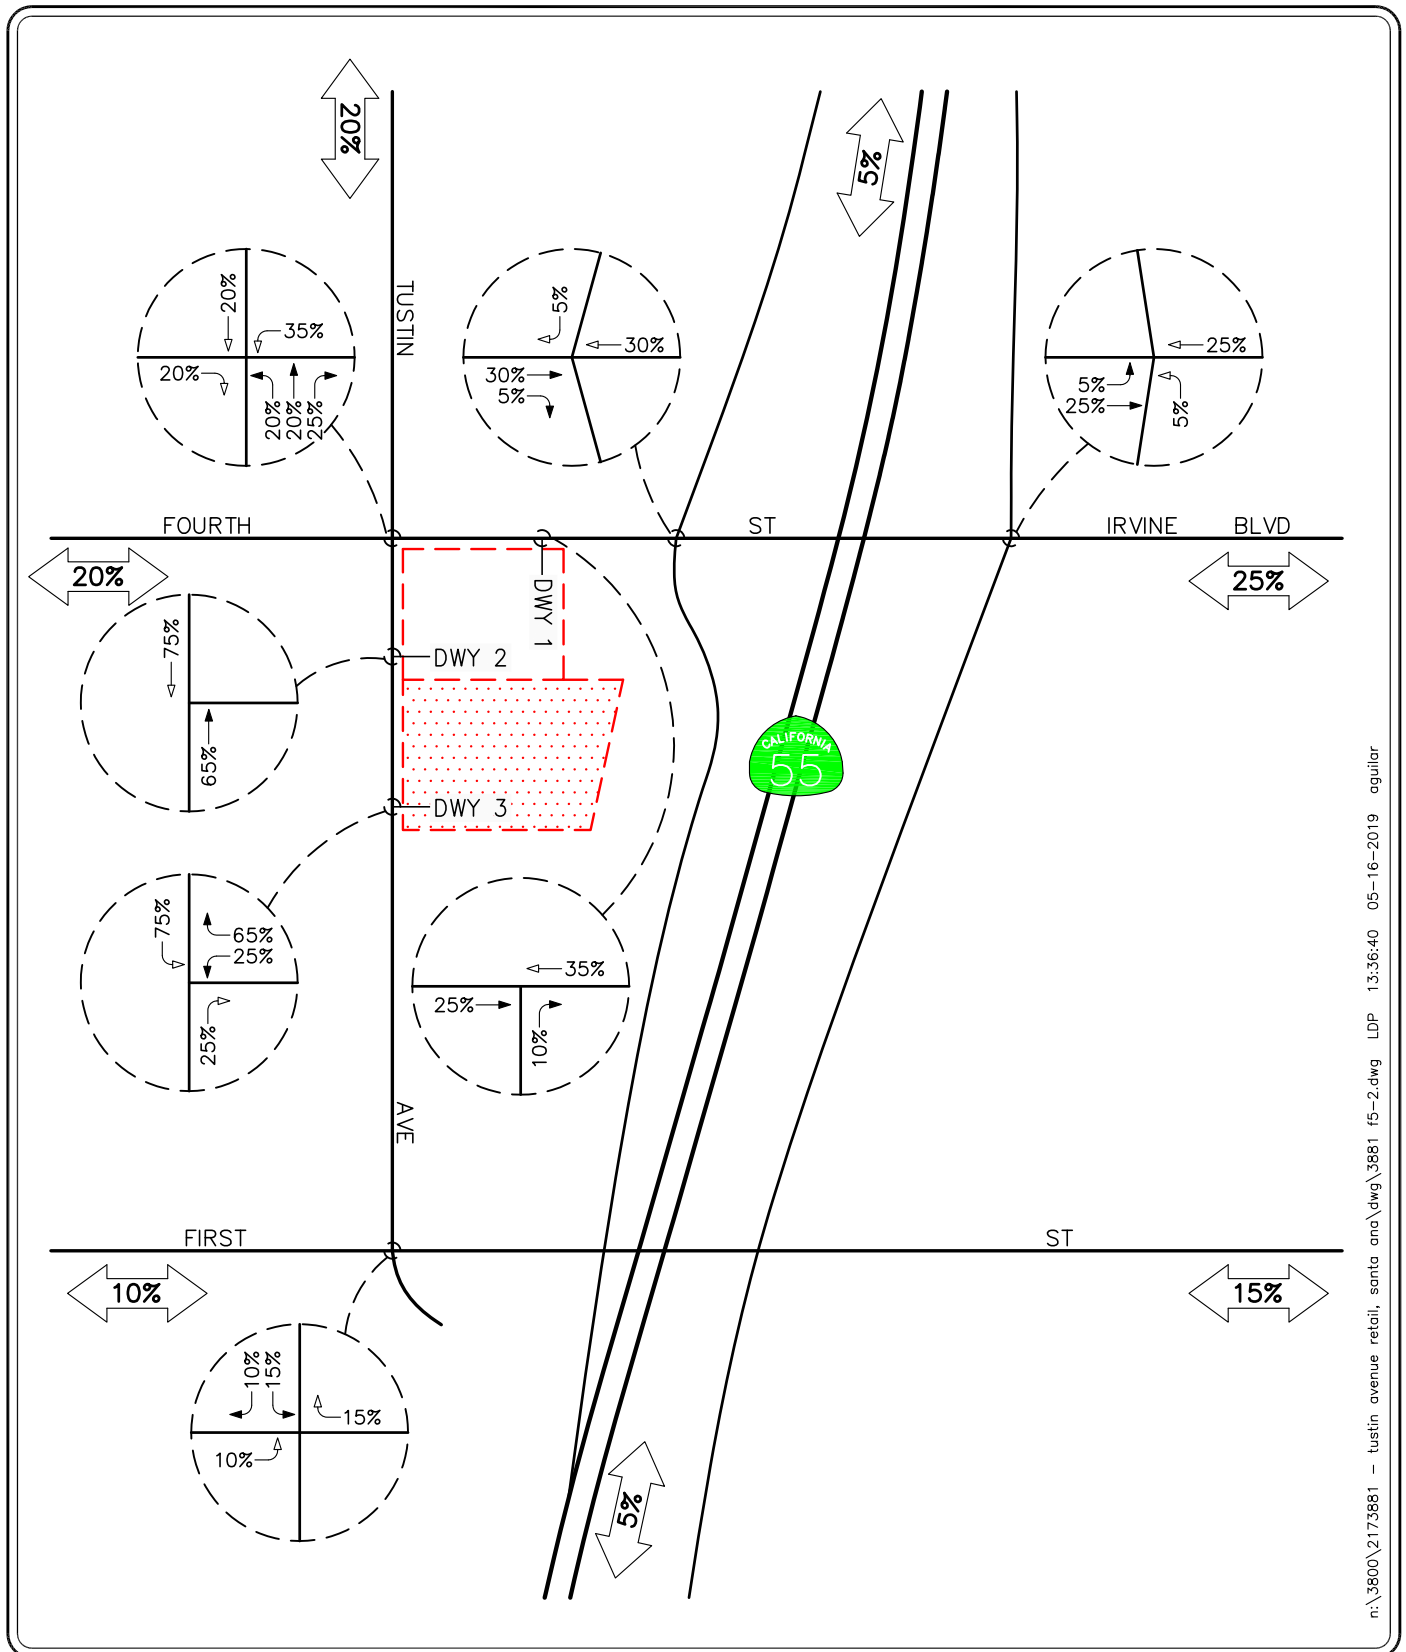 20%
5%
TUSTIN
20%
35%
20%
20%
20%
25%
5%
30%
30%
5%
25%
5%
25%
5%
FOURTH
ST
IRVINE BLVD
20%
25%
DWY 1
DWY 2
75%
65%
CALIFORNIA
55
DWY 3
75%
65%
25%
25%
35%
25%
10%
AVE
FIRST
ST
10%
15%
10%
15%
15%
10%
5%
n:\3800\2173881 - tustin avenue retail, santa ana\dwg\3881 f5-2.dwg LDP 13:36:40 05-16-2019 aguilar